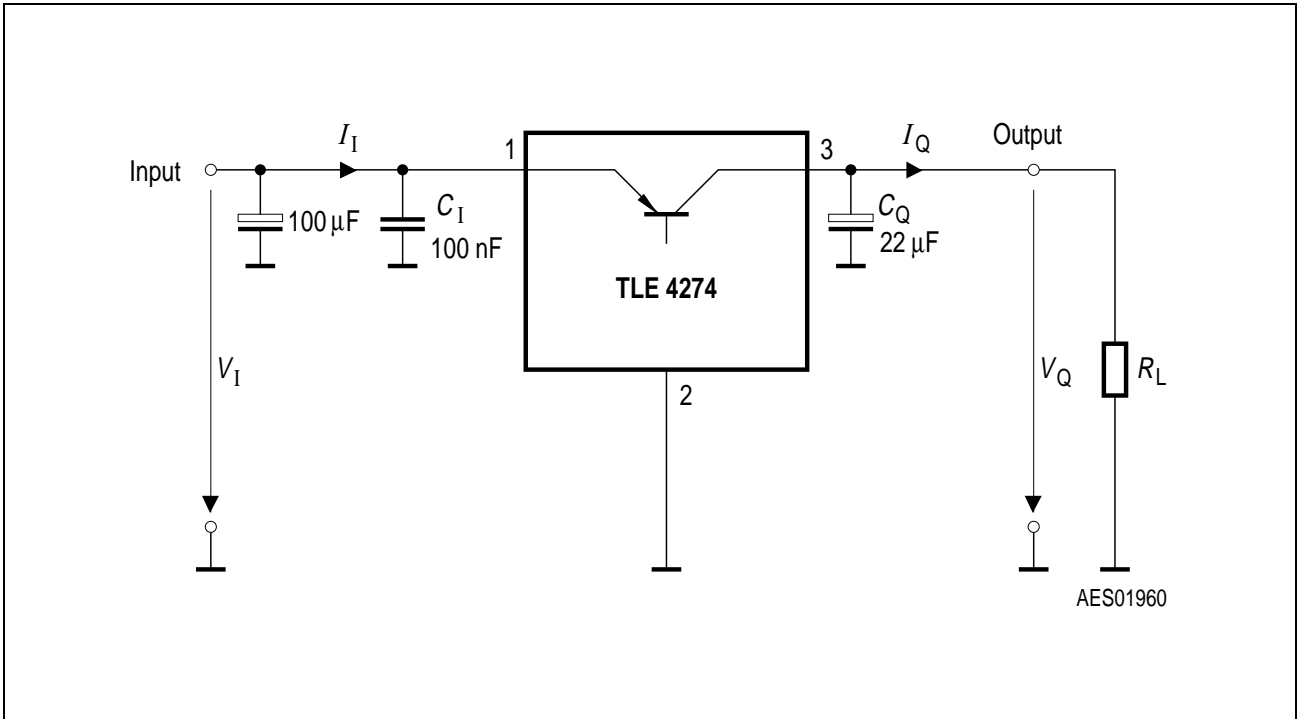 Input
I_I
1
3
I_Q
Output
100 µF
C_I
100 nF
C_Q
22 µF
TLE 4274
V_I
2
V_Q
R_L
AES01960